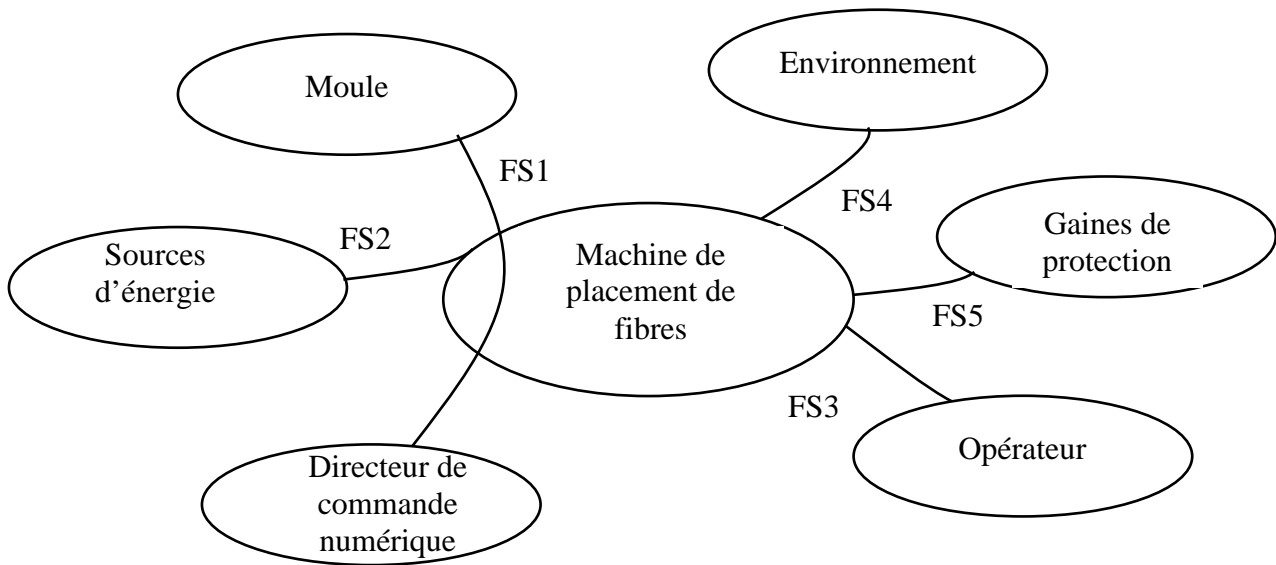 Moule
Environnement
FS1
FS4
Sources
d’énergie
FS2
Machine de
placement de
fibres
Gaines de
protection
FS5
FS3
Opérateur
Directeur de
commande
numérique